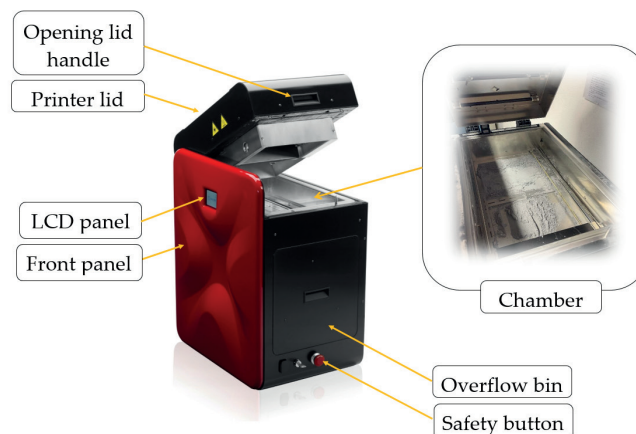 Opening lid
handle
Printer lid
LCD panel
Front panel
Chamber
Overflow bin
Safety button